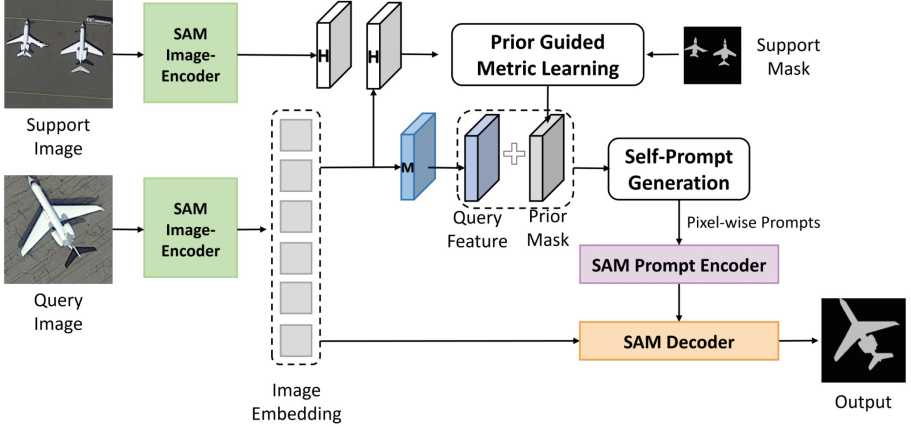 SAM
Image-
Encoder
H
H
Prior Guided
Metric Learning
Support
Mask
Support
Image
M
Self-Prompt
Generation
SAM
Image-
Encoder
Query
Feature
Prior
Mask
Pixel-wise Prompts
SAM Prompt Encoder
Query
Image
SAM Decoder
Image
Embedding
Output